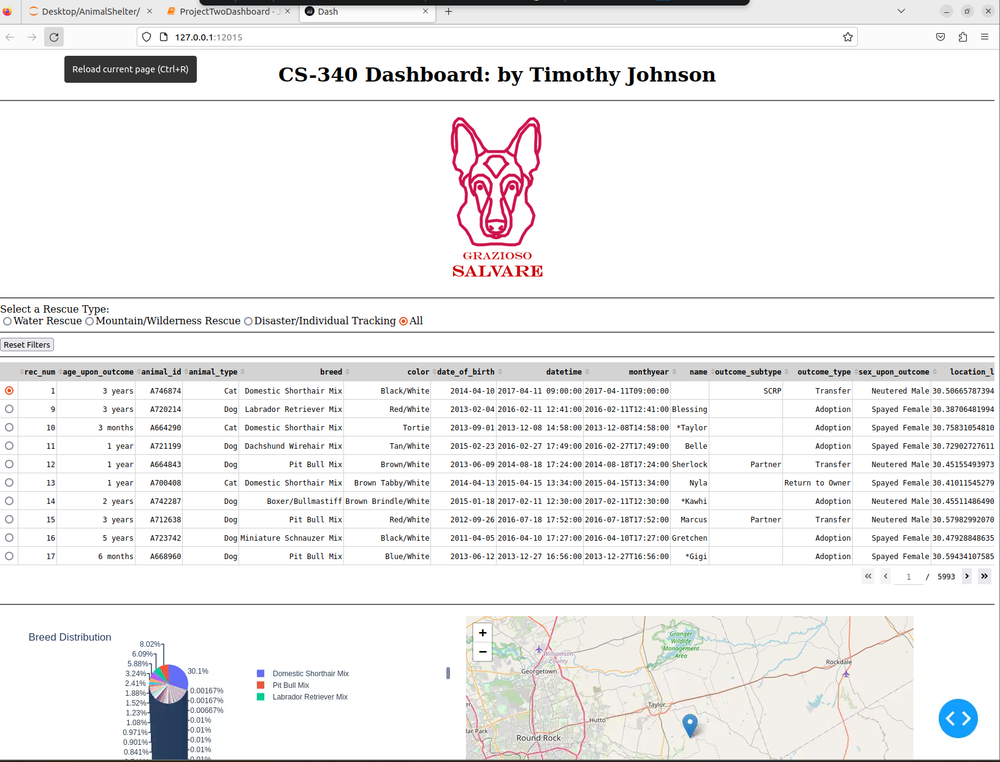 Desktop/AnimalShelter/
ProjectTwoDashboard - J
Dash
127.0.0.1:12015
Reload current page (Ctrl+R)
CS-340 Dashboard: by Timothy Johnson
GRAZIOSO
SALVARE
Select a Rescue Type:
Water Rescue Mountain/Wilderness Rescue Disaster/Individual Tracking All
Reset Filters
rec_num age_upon_outcome animal_id animal_type breed color date_of_birth datetime monthyear name outcome_subtype outcome_type sex_upon_outcome location_l
1 3 years A746874 Cat Domestic Shorthair Mix Black/White 2014-04-10 2017-04-11 09:00:00 2017-04-11T09:00:00 SCRP Transfer Neutered Male 30.50665787394
9 3 years A720214 Dog Labrador Retriever Mix Red/White 2013-02-04 2016-02-11 12:41:00 2016-02-11T12:41:00 Blessing Adoption Spayed Female 30.38706481994
10 3 months A664290 Cat Domestic Shorthair Mix Tortie 2013-09-01 2013-12-08 14:58:00 2013-12-08T14:58:00 *Taylor Adoption Spayed Female 30.75831054810
11 1 year A721199 Dog Dachshund Wirehair Mix Tan/White 2015-02-23 2016-02-27 17:49:00 2016-02-27T17:49:00 Belle Adoption Spayed Female 30.72902727611
12 1 year A664843 Dog Pit Bull Mix Brown/White 2013-06-09 2014-08-18 17:24:00 2014-08-18T17:24:00 Sherlock Partner Transfer Neutered Male 30.45155493973
13 1 year A700408 Cat Domestic Shorthair Mix Brown Tabby/White 2014-04-13 2015-04-15 13:34:00 2015-04-15T13:34:00 Nyla Return to Owner Spayed Female 30.41011545279
14 2 years A742287 Dog Boxer/Bullmastiff Brown Brindle/White 2015-01-18 2017-02-11 12:30:00 2017-02-11T12:30:00 *Kawhi Adoption Neutered Male 30.45511486490
15 3 years A712638 Dog Pit Bull Mix Red/White 2012-09-26 2016-07-18 17:52:00 2016-07-18T17:52:00 Marcus Partner Transfer Neutered Male 30.57982992070
16 5 years A723742 Dog Miniature Schnauzer Mix Black/White 2011-04-05 2016-04-10 17:27:00 2016-04-10T17:27:00 Gretchen Adoption Spayed Female 30.47928848635
17 6 months A668960 Dog Pit Bull Mix Blue/White 2013-06-12 2013-12-27 16:56:00 2013-12-27T16:56:00 *Gigi Adoption Spayed Female 30.59434107585
1 / 5993
Breed Distribution
8.02%
6.09%
5.88%
3.24%
2.41%
1.88%
1.52%
1.23%
1.08%
0.971%
0.901%
0.841%
30.1%
0.00167%
0.00167%
0.00667%
0.01%
0.01%
0.01%
0.01%
0.01%
Domestic Shorthair Mix
Pit Bull Mix
Labrador Retriever Mix
+
−
Granger
Wildlife
Management
Area
Williamson
County
Georgetown
Rockdale
Taylor
Hutto
dar Park
Round Rock